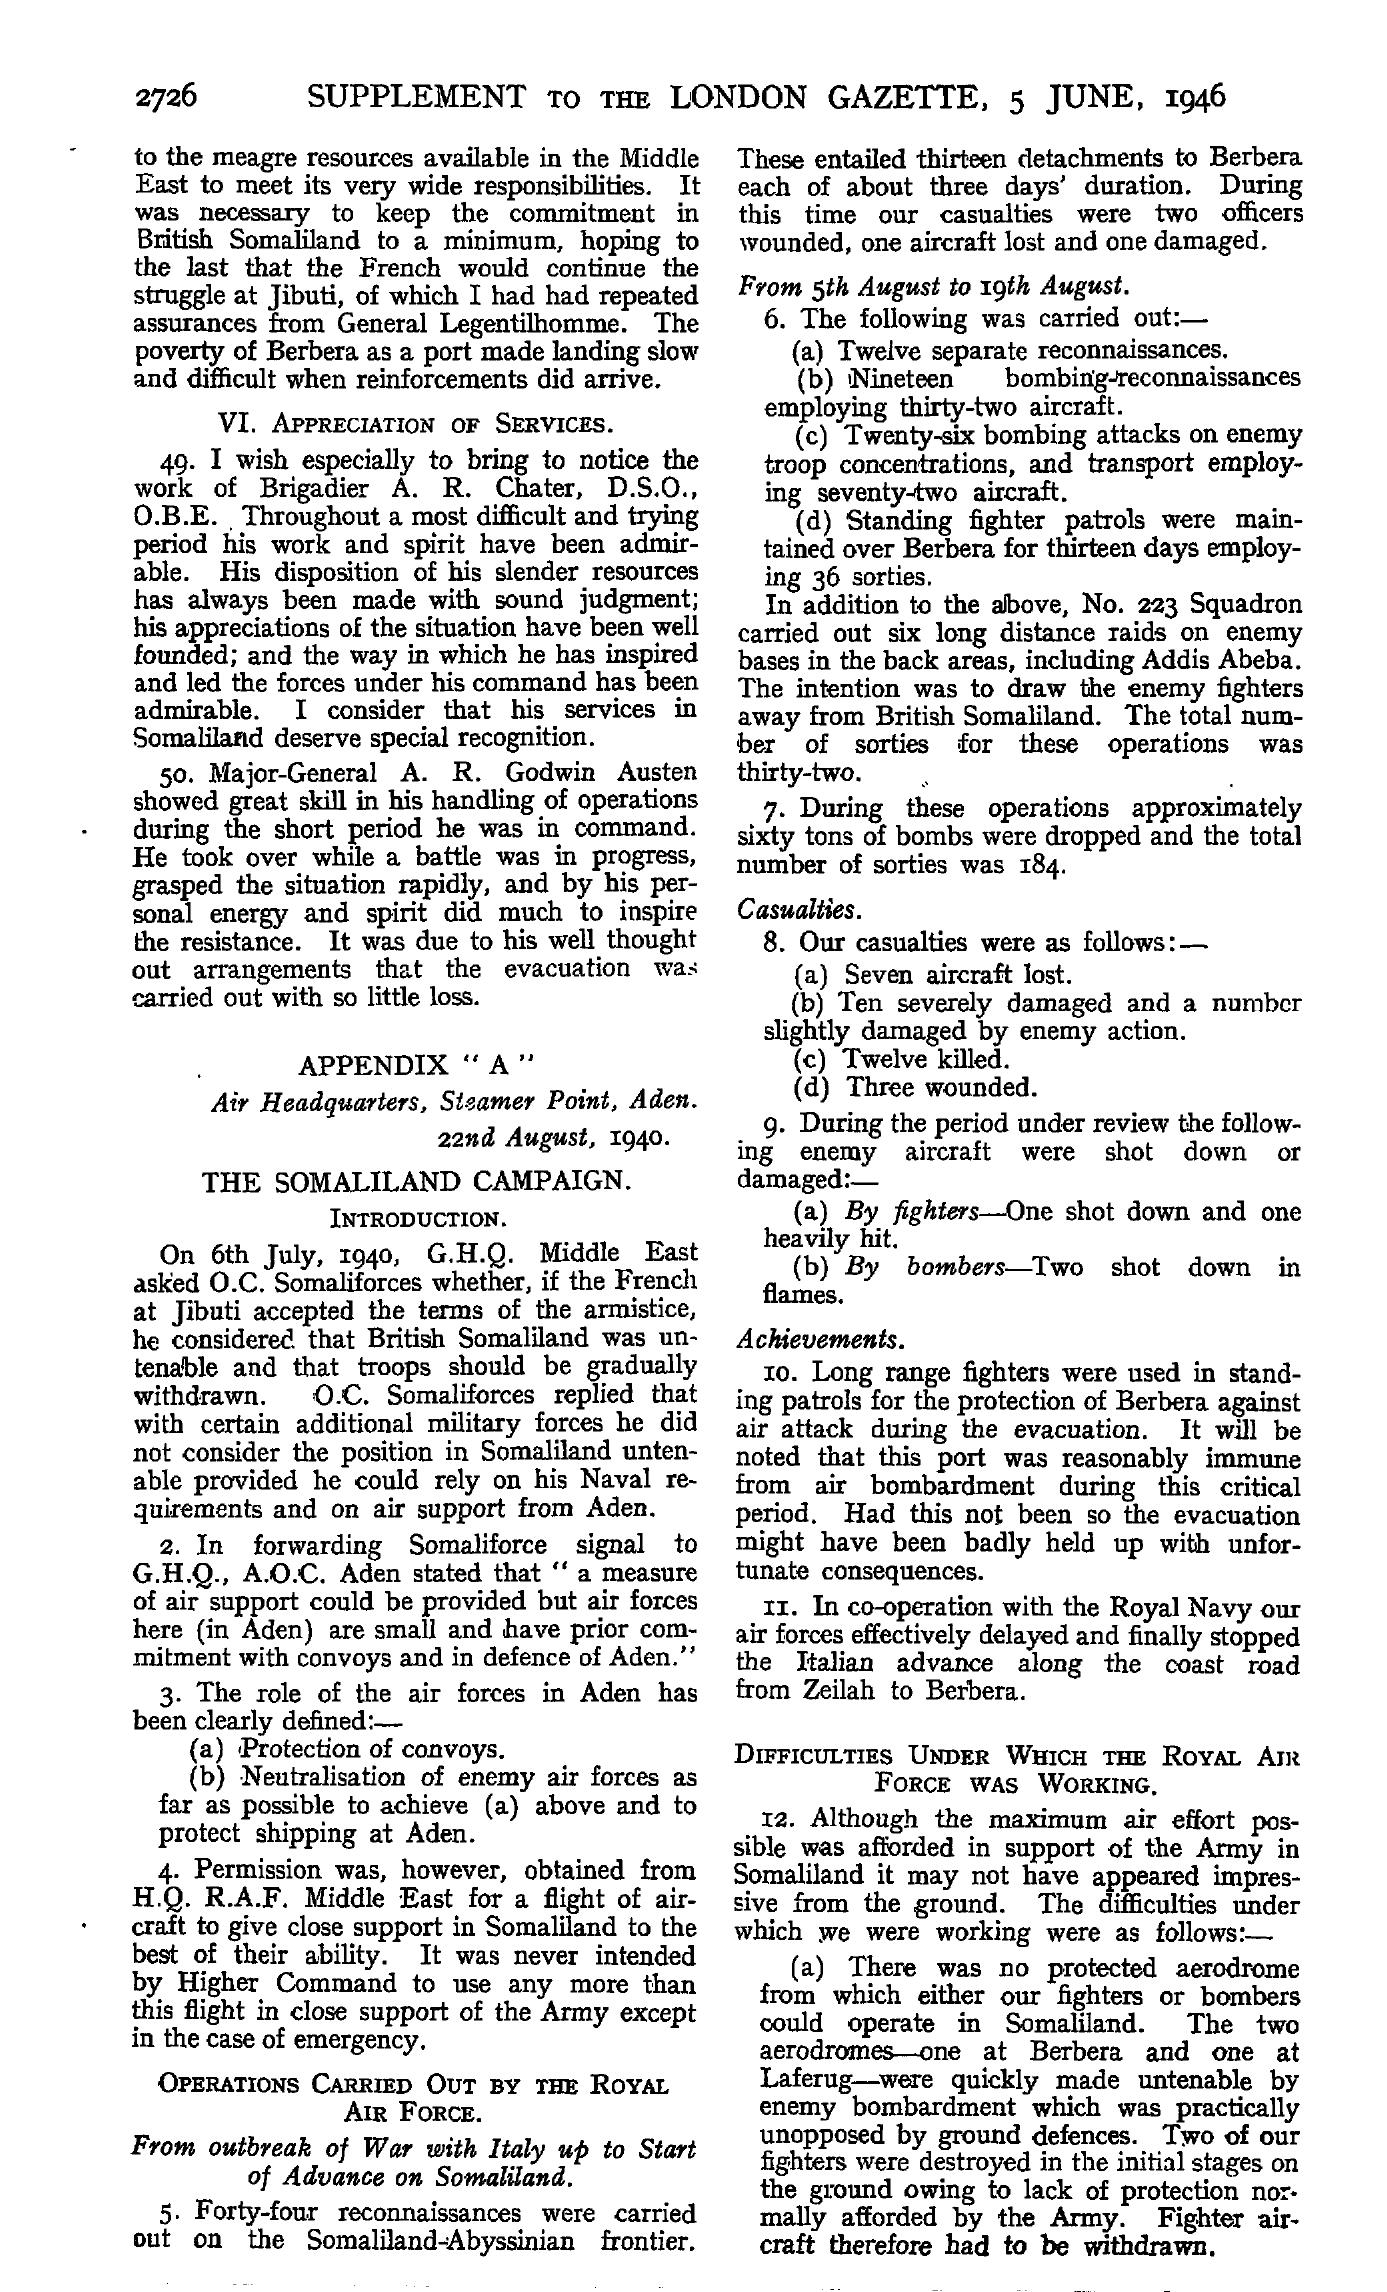 2726 SUPPLEMENT TO THE LONDON GAZETTE, 5 JUNE, 1946
to the meagre resources available in the Middle
East to meet its very wide responsibilities. It
was necessary to keep the commitment in
British Somaliland to a minimum, hoping to
the last that the French would continue the
struggle at Jibuti, of which I had had repeated
assurances from General Legentilhomme. The
poverty of Berbera as a port made landing slow
and difficult when reinforcements did arrive.
VI. APPRECIATION OF SERVICES.
49. I wish especially to bring to notice the
work of Brigadier A. R. Chater, D.S.O.,
O.B.E. Throughout a most difficult and trying
period his work and spirit have been admir-
able. His disposition of his slender resources
has always been made with sound judgment;
his appreciations of the situation have been well
founded; and the way in which he has inspired
and led the forces under his command has been
admirable. I consider that his services in
Somaliland deserve special recognition.
50. Major-General A. R. Godwin Austen
showed great skill in his handling of operations
during the short period he was in command.
He took over while a battle was in progress,
grasped the situation rapidly, and by his per-
sonal energy and spirit did much to inspire
the resistance. It was due to his well thought
out arrangements that the evacuation was
carried out with so little loss.
APPENDIX " A "
Air Headquarters, Steamer Point, Aden.
22nd August, 1940.
THE SOMALILAND CAMPAIGN.
INTRODUCTION.
On 6th July, 1940, G.H.Q. Middle East
asked O.C. Somaliforces whether, if the French
at Jibuti accepted the terms of the armistice,
he considered that British Somaliland was un-
tenable and that troops should be gradually
withdrawn. O.C. Somaliforces replied that
with certain additional military forces he did
not consider the position in Somaliland unten-
able provided he could rely on his Naval re-
quirements and on air support from Aden.
2. In forwarding Somaliforce signal to
G.H.Q., A.O.C. Aden stated that " a measure
of air support could be provided but air forces
here (in Aden) are small and have prior com-
mitment with convoys and in defence of Aden."
3. The role of the air forces in Aden has
been clearly defined:—
(a) Protection of convoys.
(b) Neutralisation of enemy air forces as
far as possible to achieve (a) above and to
protect shipping at Aden.
4. Permission was, however, obtained from
H.Q. R.A.F. Middle East for a flight of air-
craft to give close support in Somaliland to the
best of their ability. It was never intended
by Higher Command to use any more than
this flight in close support of the Army except
in the case of emergency.
OPERATIONS CARRIED OUT BY THE ROYAL
AIR FORCE.
From outbreak of War with Italy up to Start
of Advance on Somaliland.
5. Forty-four reconnaissances were carried
out on the Somaliland-Abyssinian frontier.
These entailed thirteen detachments to Berbera
each of about three days' duration. During
this time our casualties were two officers
wounded, one aircraft lost and one damaged.
From 5th August to 19th August.
6. The following was carried out:—
(a) Twelve separate reconnaissances.
(b) Nineteen bombing-reconnaissances
employing thirty-two aircraft.
(c) Twenty-six bombing attacks on enemy
troop concentrations, and transport employ-
ing seventy-two aircraft.
(d) Standing fighter patrols were main-
tained over Berbera for thirteen days employ-
ing 36 sorties.
In addition to the above, No. 223 Squadron
carried out six long distance raids on enemy
bases in the back areas, including Addis Abeba.
The intention was to draw the enemy fighters
away from British Somaliland. The total num-
ber of sorties for these operations was
thirty-two.
7. During these operations approximately
sixty tons of bombs were dropped and the total
number of sorties was 184.
Casualties.
8. Our casualties were as follows:—
(a) Seven aircraft lost.
(b) Ten severely damaged and a number
slightly damaged by enemy action.
(c) Twelve killed.
(d) Three wounded.
9. During the period under review the follow-
ing enemy aircraft were shot down or
damaged:—
(a) By fighters—One shot down and one
heavily hit.
(b) By bombers—Two shot down in
flames.
Achievements.
10. Long range fighters were used in stand-
ing patrols for the protection of Berbera against
air attack during the evacuation. It will be
noted that this port was reasonably immune
from air bombardment during this critical
period. Had this not been so the evacuation
might have been badly held up with unfor-
tunate consequences.
11. In co-operation with the Royal Navy our
air forces effectively delayed and finally stopped
the Italian advance along the coast road
from Zeilah to Berbera.
DIFFICULTIES UNDER WHICH THE ROYAL AIR
FORCE WAS WORKING.
12. Although the maximum air effort pos-
sible was afforded in support of the Army in
Somaliland it may not have appeared impres-
sive from the ground. The difficulties under
which we were working were as follows:—
(a) There was no protected aerodrome
from which either our fighters or bombers
could operate in Somaliland. The two
aerodromes—one at Berbera and one at
Laferug—were quickly made untenable by
enemy bombardment which was practically
unopposed by ground defences. Two of our
fighters were destroyed in the initial stages on
the ground owing to lack of protection nor-
mally afforded by the Army. Fighter air-
craft therefore had to be withdrawn.